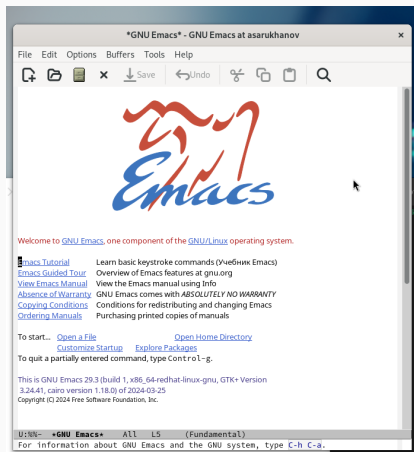 *GNU Emacs* - GNU Emacs at asarukhanov
File Edit Options Buffers Tools Help
Save Undo
Emacs
Welcome to GNU Emacs, one component of the GNU/Linux operating system.
Emacs Tutorial Learn basic keystroke commands (Учебник Emacs)
Emacs Guided Tour Overview of Emacs features at gnu.org
View Emacs Manual View the Emacs manual using Info
Absence of Warranty GNU Emacs comes with ABSOLUTELY NO WARRANTY
Copying Conditions Conditions for redistributing and changing Emacs
Ordering Manuals Purchasing printed copies of manuals
To start... Open a File Open Home Directory
Customize Startup Explore Packages
To quit a partially entered command, type Control-g.
This is GNU Emacs 29.3 (build 1, x86_64-redhat-linux-gnu, GTK+ Version
3.24.41, cairo version 1.18.0) of 2024-03-25
Copyright (C) 2024 Free Software Foundation, Inc.
U:%%- *GNU Emacs* All L5 (Fundamental)
For information about GNU Emacs and the GNU system, type C-h C-a.